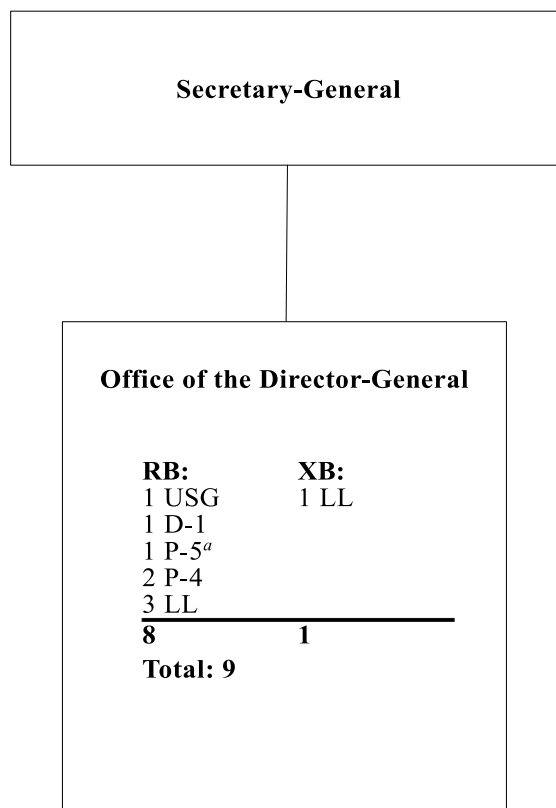 Secretary-General
Office of the Director-General
RB: XB:
1 USG 1 LL
1 D-1
1 P-5ᵃ
2 P-4
3 LL
8 1
Total: 9